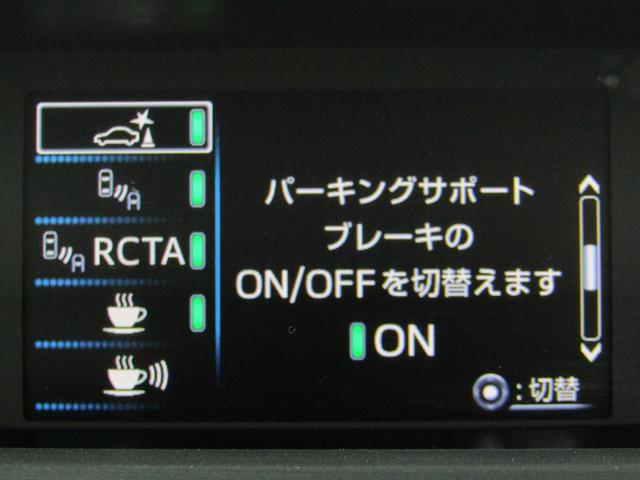 RCTA
パーキングサポート
ブレーキの
ON/OFFを切替えます
ON
:切替